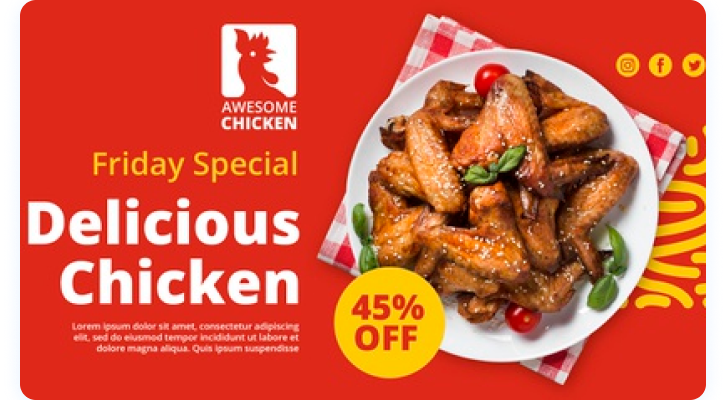 AWESOME
CHICKEN
Friday Special
Delicious
Chicken
Lorem ipsum dolor sit amet, consectetur adipiscing
elit, sed do eiusmod tempor incididunt ut labore et
dolore magna aliqua. Quis ipsum suspendisse
45%
OFF